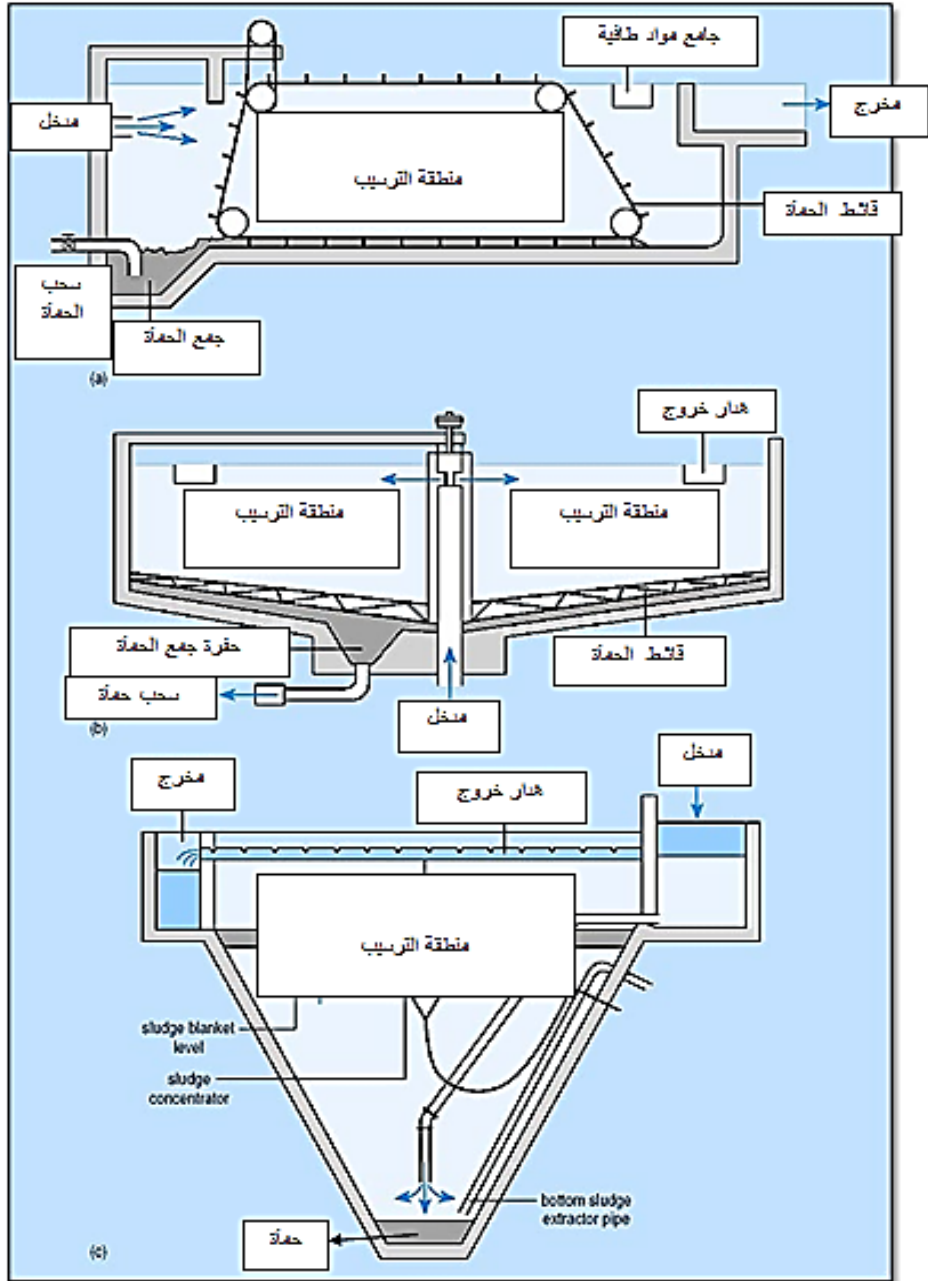 جامع مواد طافية
مدخل
مخرج
منطقة الترسيب
قاشط الحمأة
سحب
الحمأة
جمع الحمأة
(a)
هدار خروج
منطقة الترسيب
منطقة الترسيب
حفرة جمع الحمأة
قاشط الحمأة
سحب حمأة
مدخل
(b)
مدخل
مخرج
هدار خروج
منطقة الترسيب
sludge blanket
level
sludge
concentrator
bottom sludge
extractor pipe
حمأة
(c)